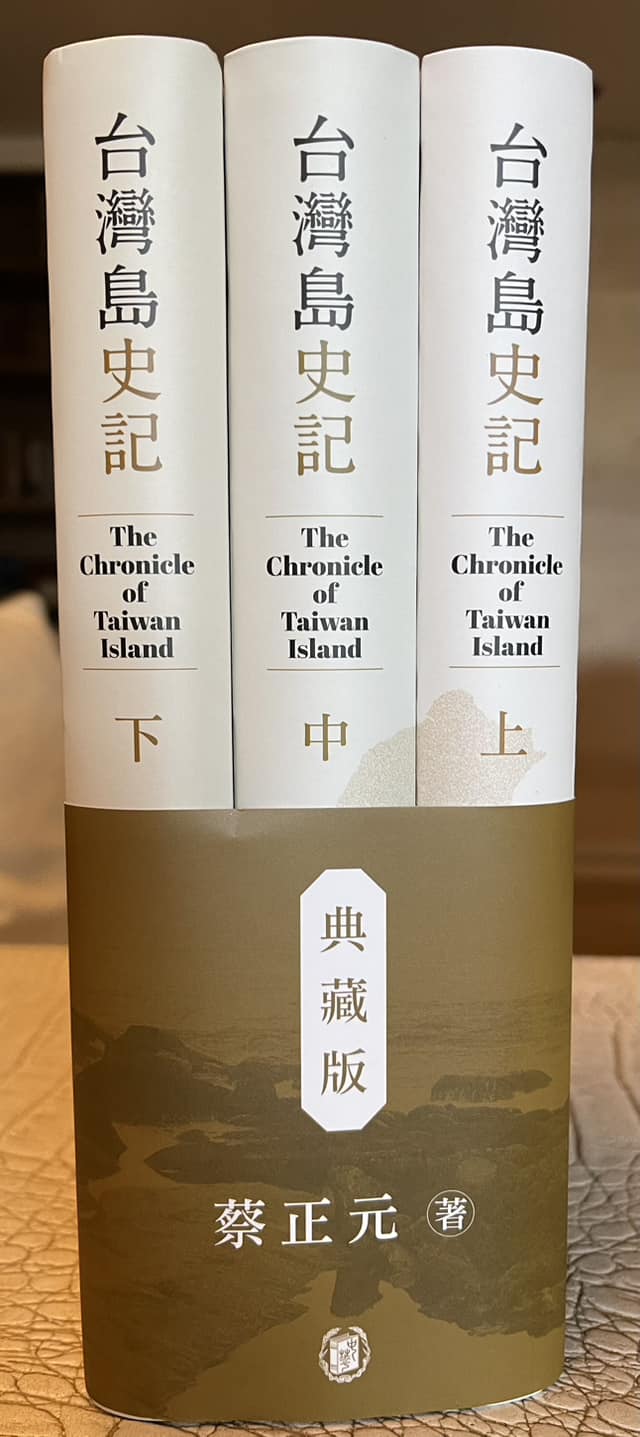 台灣島史記
The
Chronicle
of
Taiwan
Island
下
台灣島史記
The
Chronicle
of
Taiwan
Island
中
台灣島史記
The
Chronicle
of
Taiwan
Island
上
典藏版
蔡正元 著